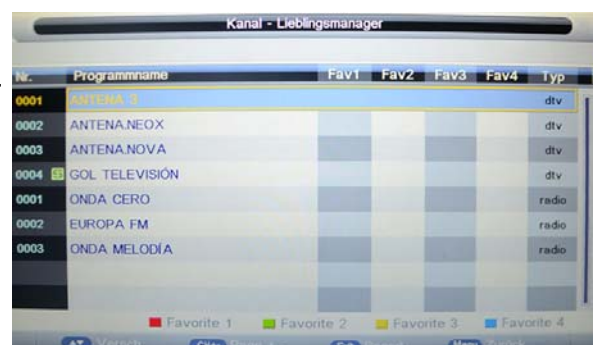 Kanal - Lieblingsmanager
Nr. Programmname Fav1 Fav2 Fav3 Fav4 Typ
0001 ANTENA 3 dtv
0002 ANTENA.NEOX dtv
0003 ANTENA.NOVA dtv
0004 GOL TELEVISIÓN dtv
0001 ONDA CERO radio
0002 EUROPA FM radio
0003 ONDA MELODÍA radio
Favorite 1 Favorite 2 Favorite 3 Favorite 4